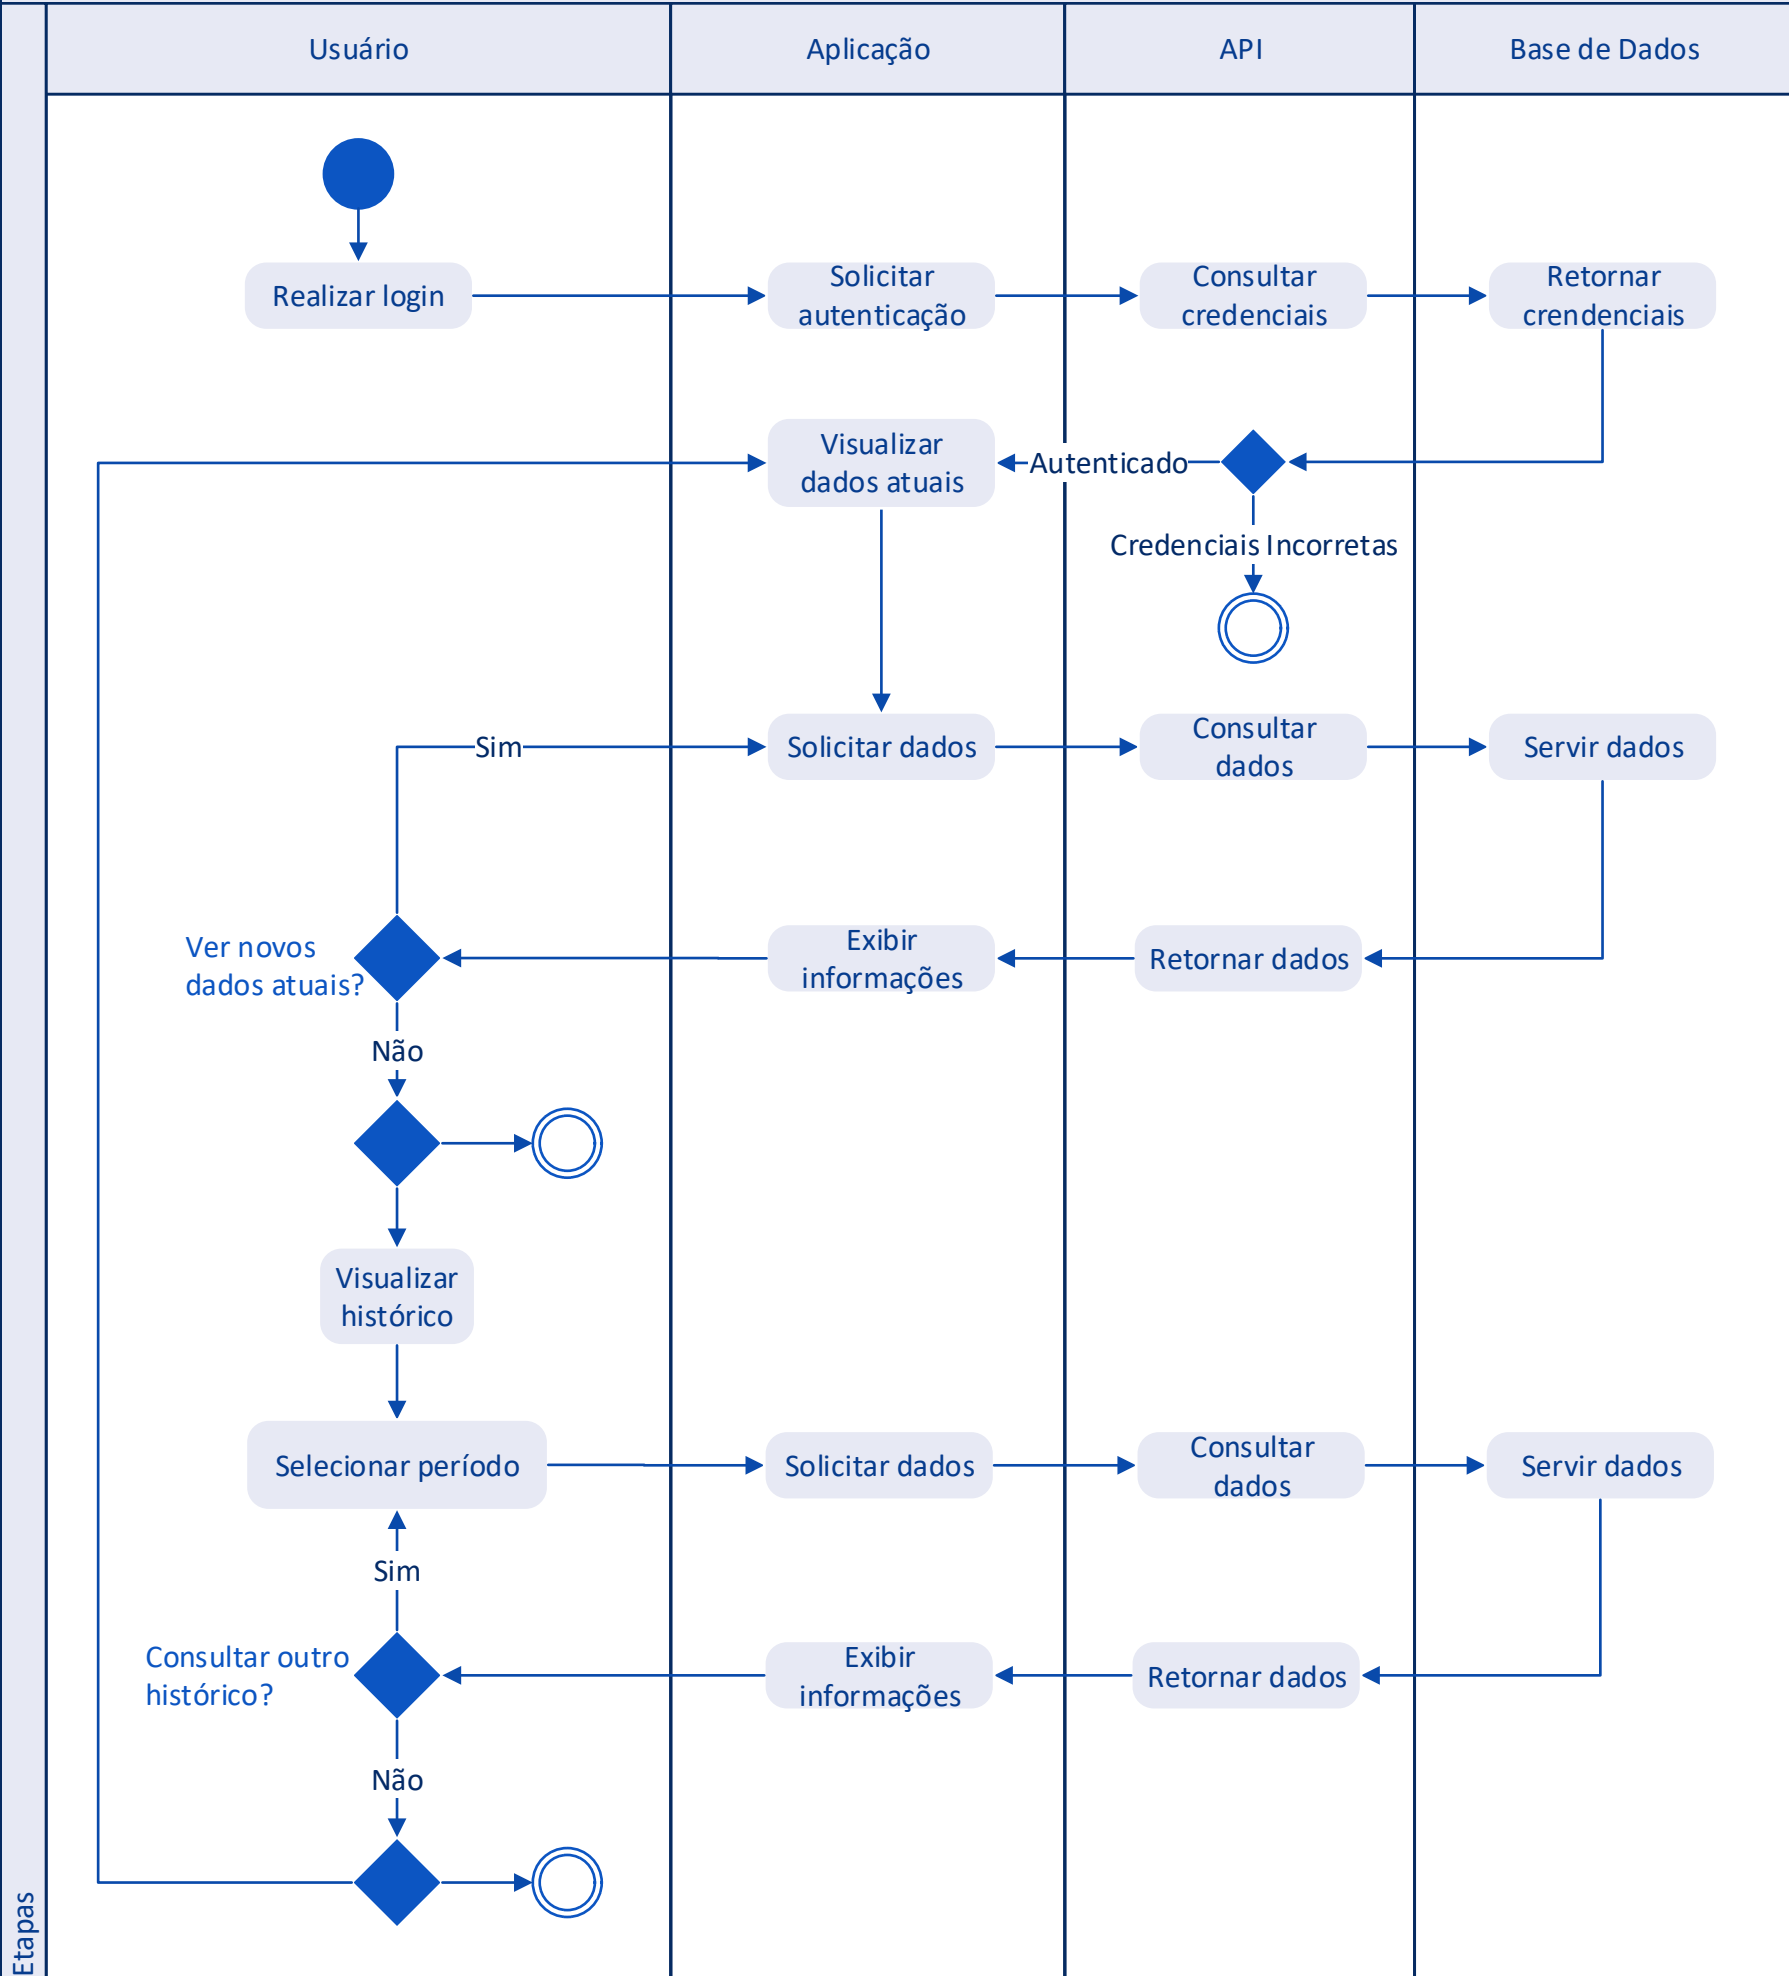 Usuário
Aplicação
API
Base de Dados
Realizar login
Solicitar
autenticação
Consultar
credenciais
Retornar
crendenciais
Visualizar
dados atuais
Autenticado
Credenciais Incorretas
Sim
Solicitar dados
Consultar
dados
Servir dados
Ver novos
dados atuais?
Exibir
informações
Retornar dados
Não
Visualizar
histórico
Selecionar período
Solicitar dados
Consultar
dados
Servir dados
Sim
Consultar outro
histórico?
Exibir
informações
Retornar dados
Não
Etapas